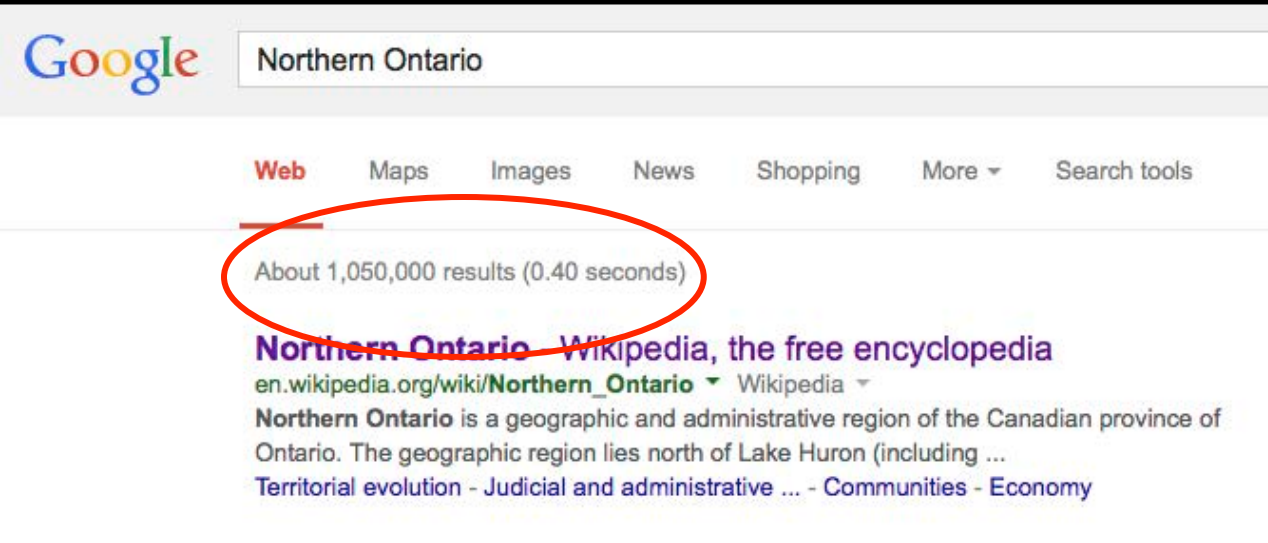 Google Northern Ontario
Web Maps Images News Shopping More Search tools
About 1,050,000 results (0.40 seconds)
Northern Ontario - Wikipedia, the free encyclopedia
en.wikipedia.org/wiki/Northern_Ontario Wikipedia
Northern Ontario is a geographic and administrative region of the Canadian province of
Ontario. The geographic region lies north of Lake Huron (including ...
Territorial evolution - Judicial and administrative ... - Communities - Economy